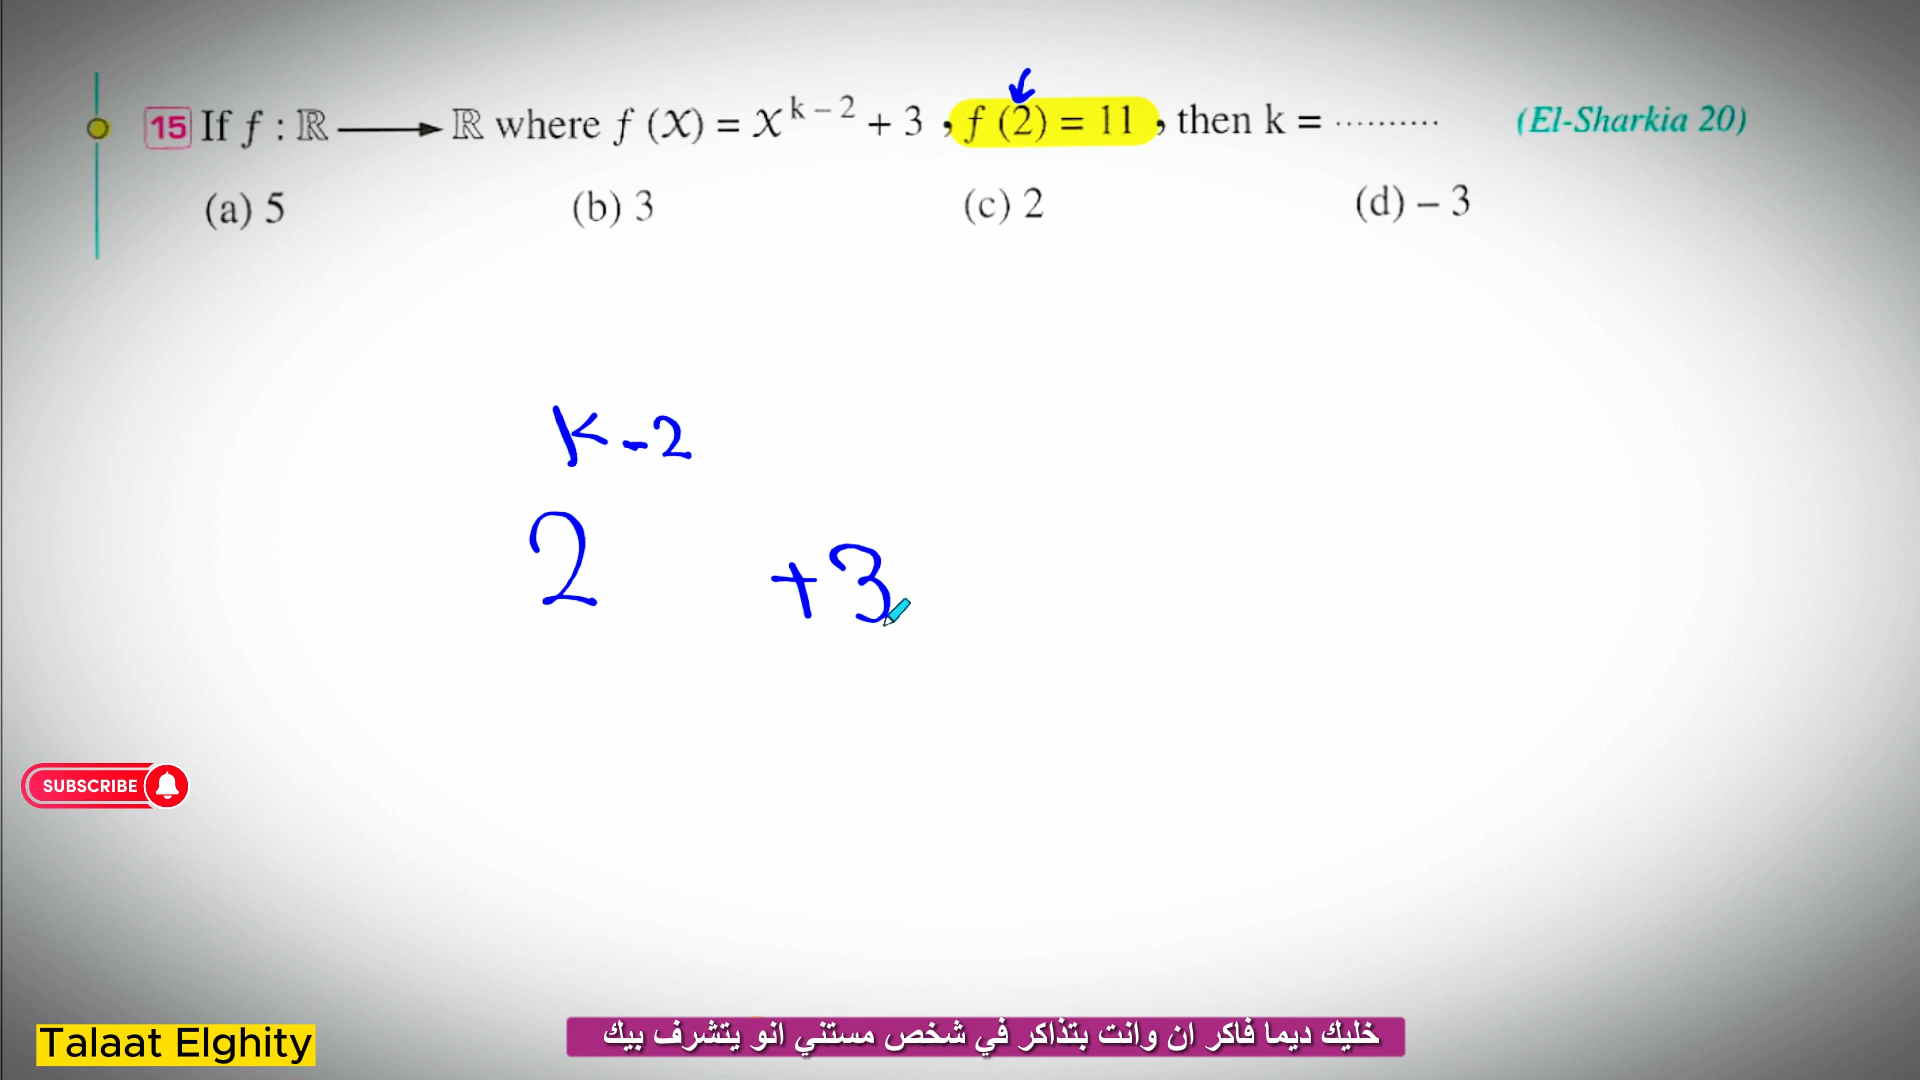 15 If f : ℝ ⟶ ℝ where f (X) = X^(k – 2) + 3 , f (2) = 11 , then k = .......... (El-Sharkia 20)
(a) 5 (b) 3 (c) 2 (d) – 3
K-2
2 +3
SUBSCRIBE
Talaat Elghity
خليك ديما فاكر ان وانت بتذاكر في شخص مستني انو يتشرف بيك